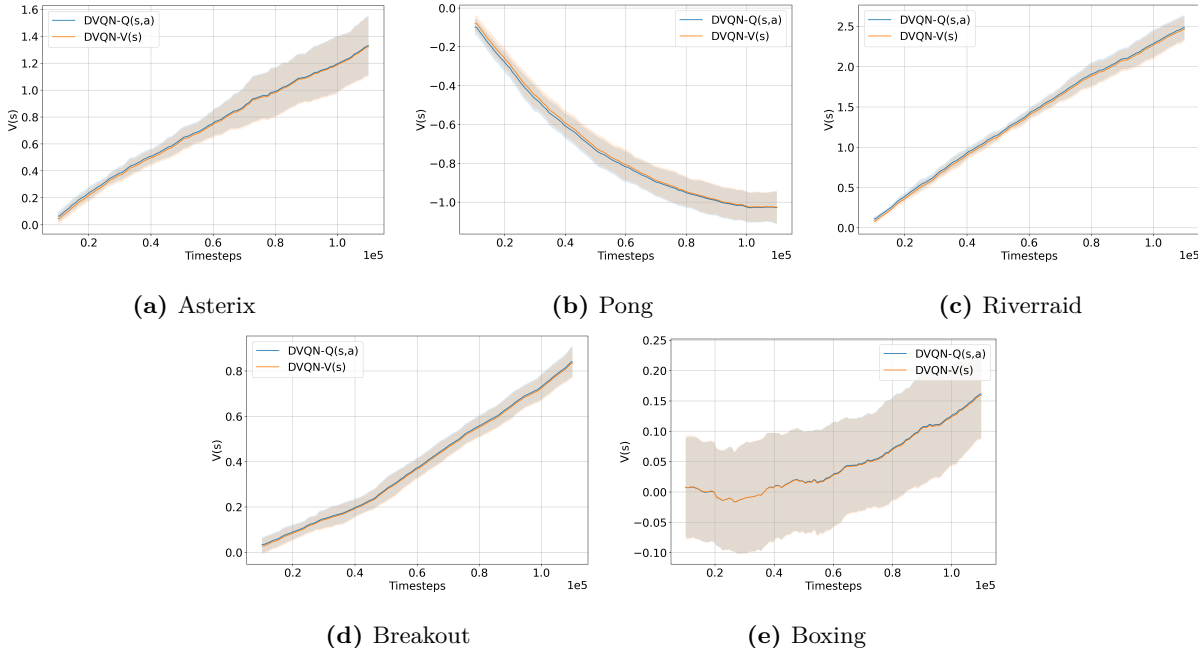 1.6
1.4
1.2
1.0
0.8
0.6
0.4
0.2
0.0
V(s)
DVQN-Q(s,a)
DVQN-V(s)
0.2 0.4 0.6 0.8 1.0
Timesteps
1e5
(a) Asterix
0.0
−0.2
−0.4
−0.6
−0.8
−1.0
V(s)
DVQN-Q(s,a)
DVQN-V(s)
0.2 0.4 0.6 0.8 1.0
Timesteps
1e5
(b) Pong
2.5
2.0
1.5
1.0
0.5
0.0
V(s)
DVQN-Q(s,a)
DVQN-V(s)
0.2 0.4 0.6 0.8 1.0
Timesteps
1e5
(c) Riverraid
0.8
0.6
0.4
0.2
0.0
V(s)
DVQN-Q(s,a)
DVQN-V(s)
0.2 0.4 0.6 0.8 1.0
Timesteps
1e5
(d) Breakout
0.25
0.20
0.15
0.10
0.05
0.00
−0.05
−0.10
V(s)
DVQN-Q(s,a)
DVQN-V(s)
0.2 0.4 0.6 0.8 1.0
Timesteps
1e5
(e) Boxing